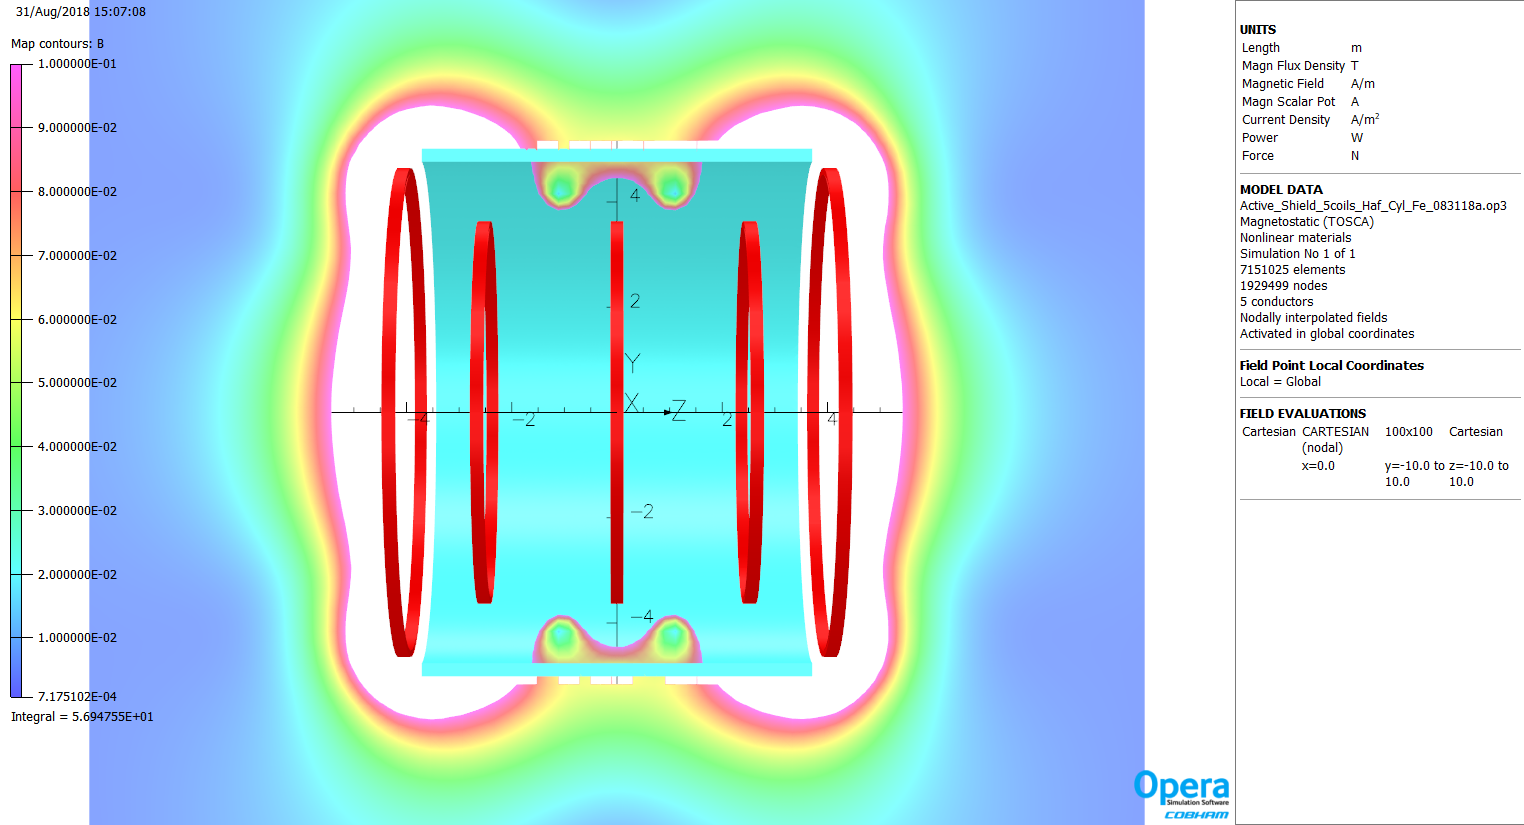 31/Aug/2018 15:07:08
Map contours: B
1.000000E-01
9.000000E-02
8.000000E-02
7.000000E-02
6.000000E-02
5.000000E-02
4.000000E-02
3.000000E-02
2.000000E-02
1.000000E-02
7.175102E-04
Integral = 5.694755E+01
4
2
Y
X
Z
-4
-2
2
4
-2
-4
Opera
Simulation Software
COBHAM
UNITS
Length m
Magn Flux Density T
Magnetic Field A/m
Magn Scalar Pot A
Current Density A/m²
Power W
Force N
MODEL DATA
Active_Shield_5coils_Haf_Cyl_Fe_083118a.op3
Magnetostatic (TOSCA)
Nonlinear materials
Simulation No 1 of 1
7151025 elements
1929499 nodes
5 conductors
Nodally interpolated fields
Activated in global coordinates
Field Point Local Coordinates
Local = Global
FIELD EVALUATIONS
Cartesian CARTESIAN 100x100 Cartesian
(nodal)
x=0.0 y=-10.0 to z=-10.0 to
10.0 10.0